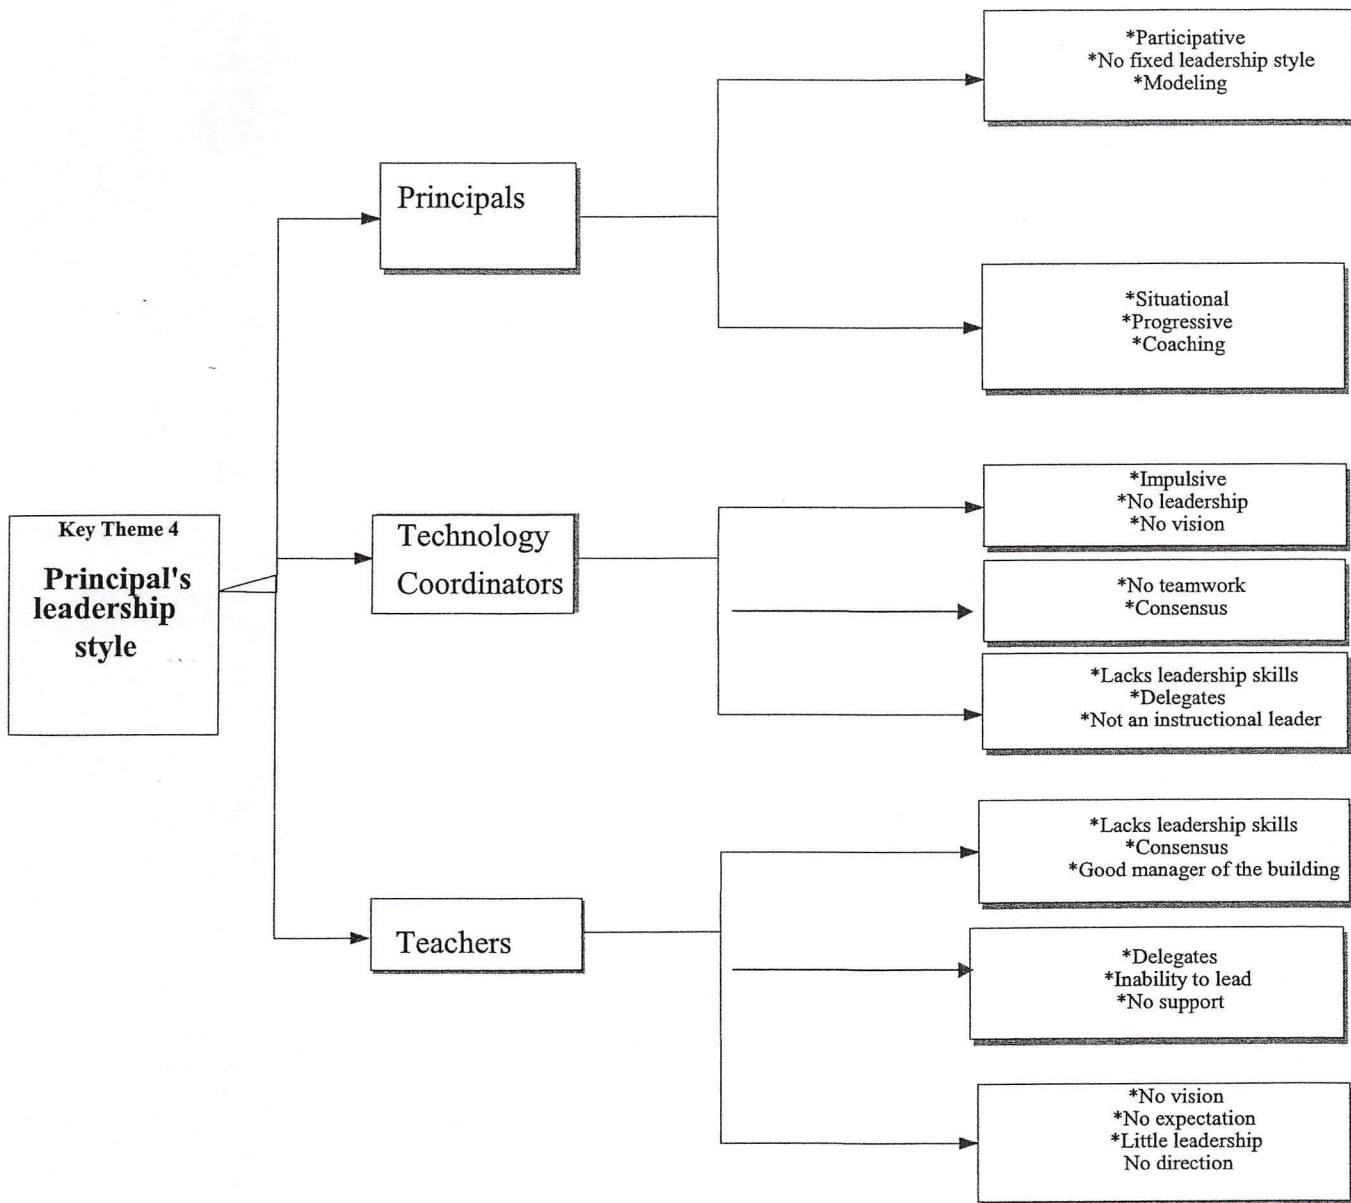 Key Theme 4
Principal's
leadership
style
Principals
*Participative
*No fixed leadership style
*Modeling
*Situational
*Progressive
*Coaching
Technology
Coordinators
*Impulsive
*No leadership
*No vision
*No teamwork
*Consensus
*Lacks leadership skills
*Delegates
*Not an instructional leader
Teachers
*Lacks leadership skills
*Consensus
*Good manager of the building
*Delegates
*Inability to lead
*No support
*No vision
*No expectation
*Little leadership
No direction